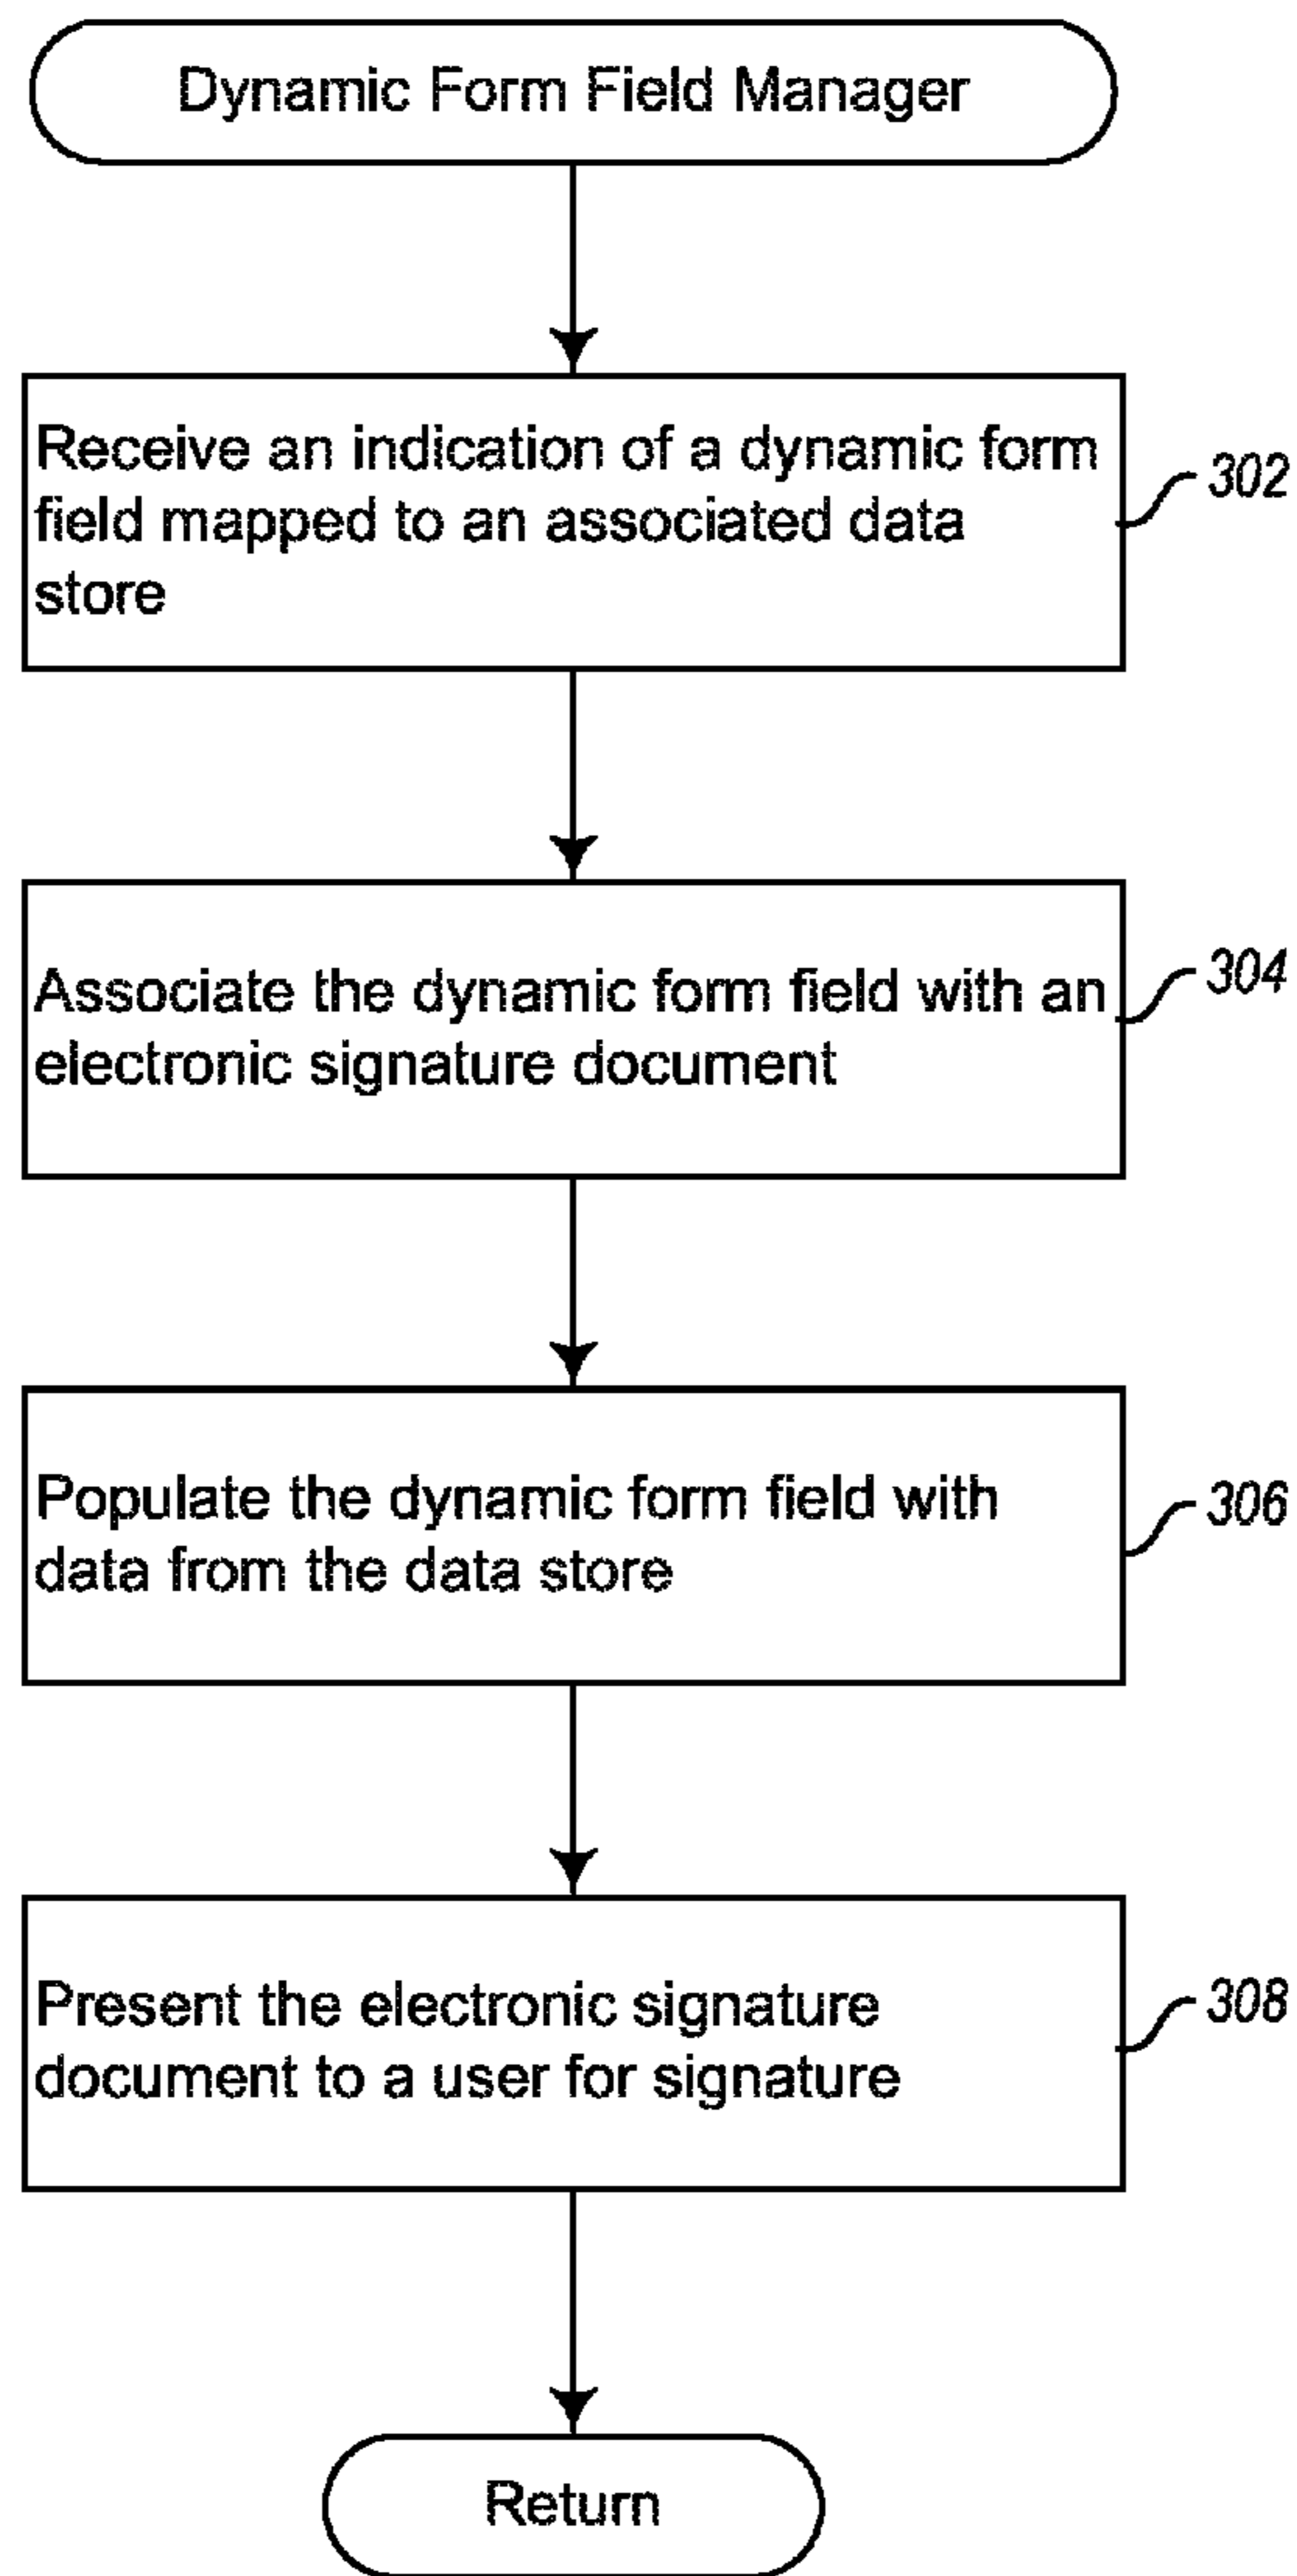 Dynamic Form Field Manager
Receive an indication of a dynamic form
field mapped to an associated data
store
302
Associate the dynamic form field with an
electronic signature document
304
Populate the dynamic form field with
data from the data store
306
Present the electronic signature
document to a user for signature
308
Return